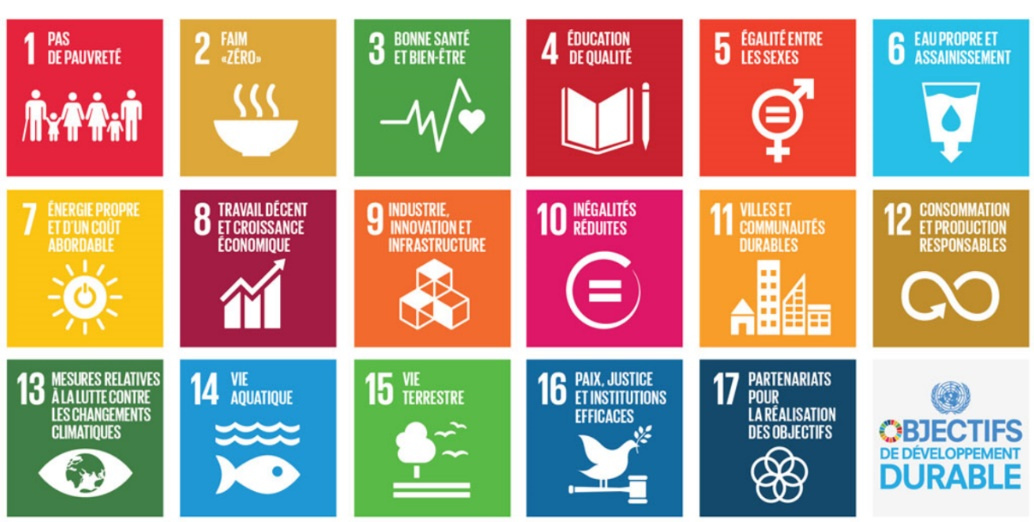 1 PAS
DE PAUVRETÉ
2 FAIM
«ZÉRO»
3 BONNE SANTÉ
ET BIEN-ÊTRE
4 ÉDUCATION
DE QUALITÉ
5 ÉGALITÉ ENTRE
LES SEXES
6 EAU PROPRE ET
ASSAINISSEMENT
7 ÉNERGIE PROPRE
ET D'UN COÛT
ABORDABLE
8 TRAVAIL DÉCENT
ET CROISSANCE
ÉCONOMIQUE
9 INDUSTRIE,
INNOVATION ET
INFRASTRUCTURE
10 INÉGALITÉS
RÉDUITES
11 VILLES ET
COMMUNAUTÉS
DURABLES
12 CONSOMMATION
ET PRODUCTION
RESPONSABLES
13 MESURES RELATIVES
À LA LUTTE CONTRE
LES CHANGEMENTS
CLIMATIQUES
14 VIE
AQUATIQUE
15 VIE
TERRESTRE
16 PAIX, JUSTICE
ET INSTITUTIONS
EFFICACES
17 PARTENARIATS
POUR
LA RÉALISATION
DES OBJECTIFS
OBJECTIFS
DE DÉVELOPPEMENT
DURABLE